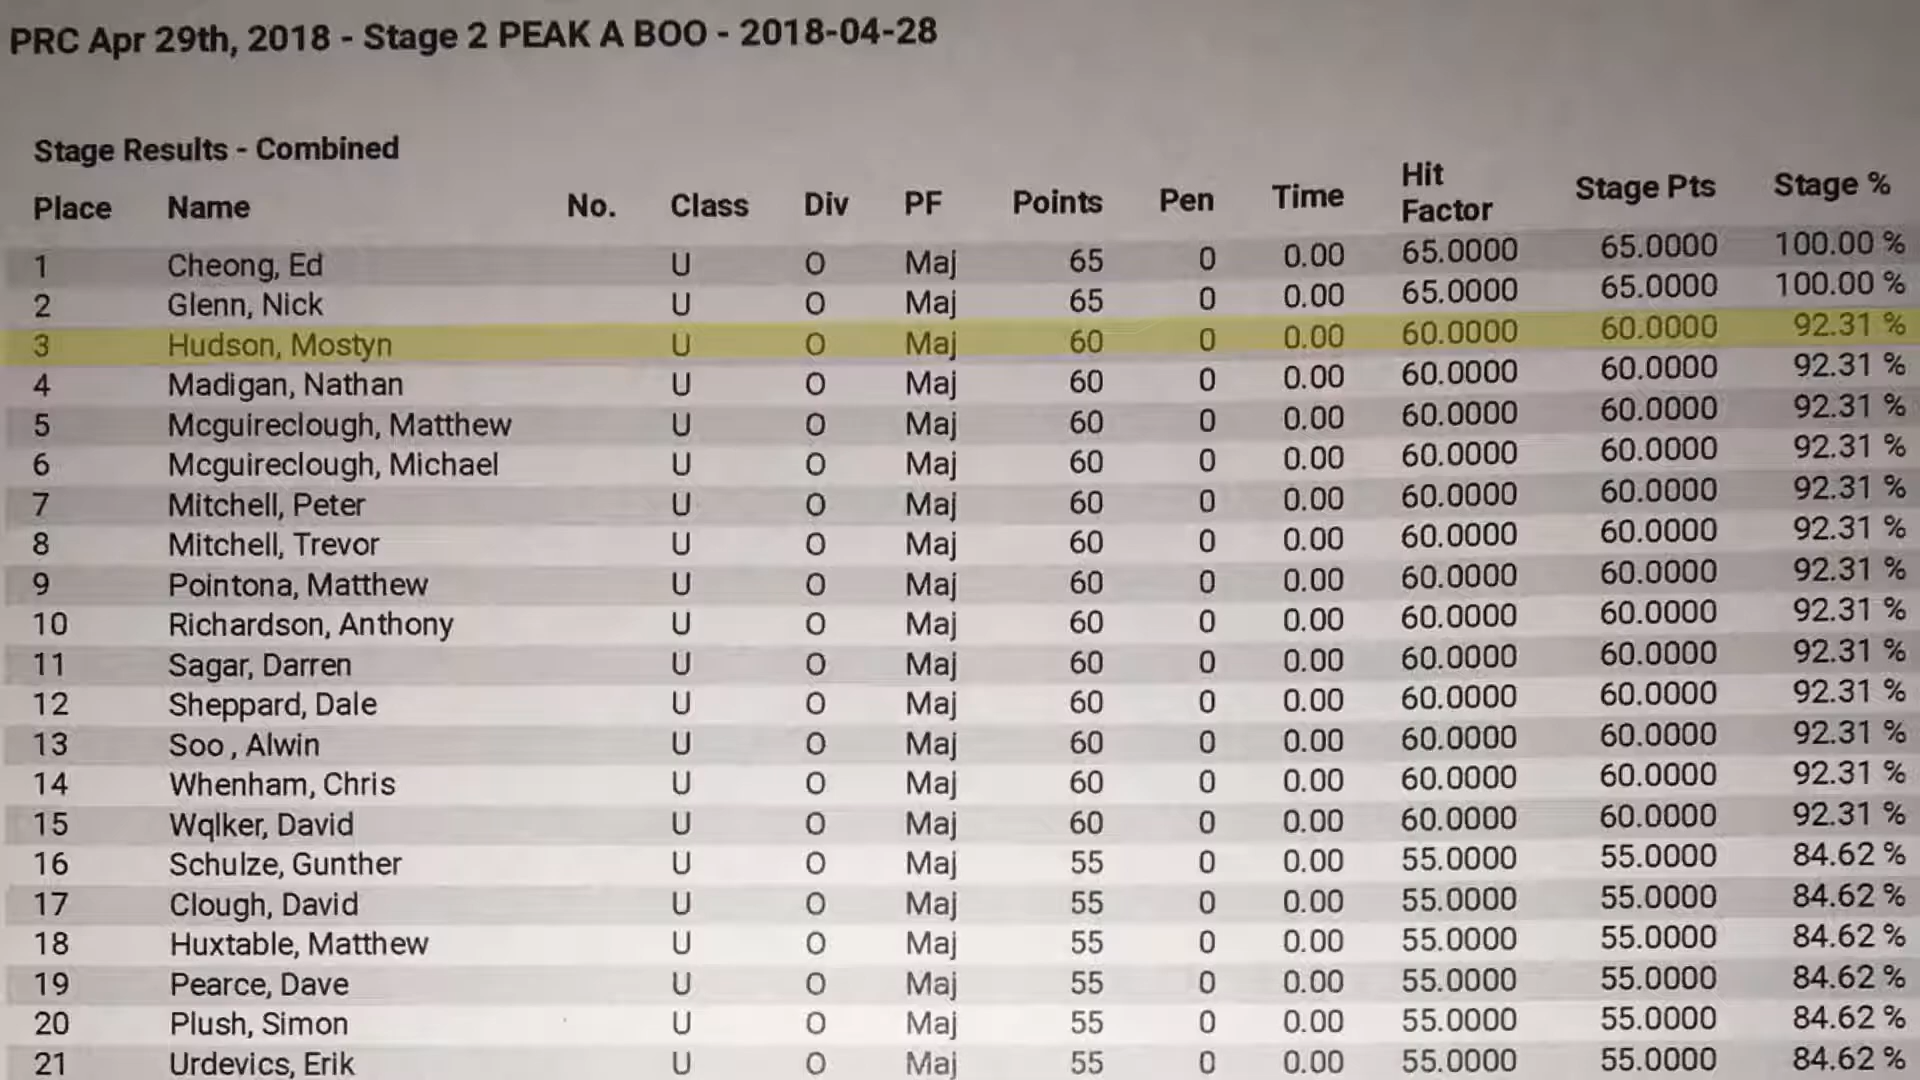 PRC Apr 29th, 2018 - Stage 2 PEAK A BOO - 2018-04-28
Stage Results - Combined
Place Name No. Class Div PF Points Pen Time Hit Factor Stage Pts Stage %
1 Cheong, Ed U O Maj 65 0 0.00 65.0000 65.0000 100.00 %
2 Glenn, Nick U O Maj 65 0 0.00 65.0000 65.0000 100.00 %
3 Hudson, Mostyn U O Maj 60 0 0.00 60.0000 60.0000 92.31 %
4 Madigan, Nathan U O Maj 60 0 0.00 60.0000 60.0000 92.31 %
5 Mcguireclough, Matthew U O Maj 60 0 0.00 60.0000 60.0000 92.31 %
6 Mcguireclough, Michael U O Maj 60 0 0.00 60.0000 60.0000 92.31 %
7 Mitchell, Peter U O Maj 60 0 0.00 60.0000 60.0000 92.31 %
8 Mitchell, Trevor U O Maj 60 0 0.00 60.0000 60.0000 92.31 %
9 Pointona, Matthew U O Maj 60 0 0.00 60.0000 60.0000 92.31 %
10 Richardson, Anthony U O Maj 60 0 0.00 60.0000 60.0000 92.31 %
11 Sagar, Darren U O Maj 60 0 0.00 60.0000 60.0000 92.31 %
12 Sheppard, Dale U O Maj 60 0 0.00 60.0000 60.0000 92.31 %
13 Soo , Alwin U O Maj 60 0 0.00 60.0000 60.0000 92.31 %
14 Whenham, Chris U O Maj 60 0 0.00 60.0000 60.0000 92.31 %
15 Wqlker, David U O Maj 60 0 0.00 60.0000 60.0000 92.31 %
16 Schulze, Gunther U O Maj 55 0 0.00 55.0000 55.0000 84.62 %
17 Clough, David U O Maj 55 0 0.00 55.0000 55.0000 84.62 %
18 Huxtable, Matthew U O Maj 55 0 0.00 55.0000 55.0000 84.62 %
19 Pearce, Dave U O Maj 55 0 0.00 55.0000 55.0000 84.62 %
20 Plush, Simon U O Maj 55 0 0.00 55.0000 55.0000 84.62 %
21 Urdevics, Erik U O Maj 55 0 0.00 55.0000 55.0000 84.62 %